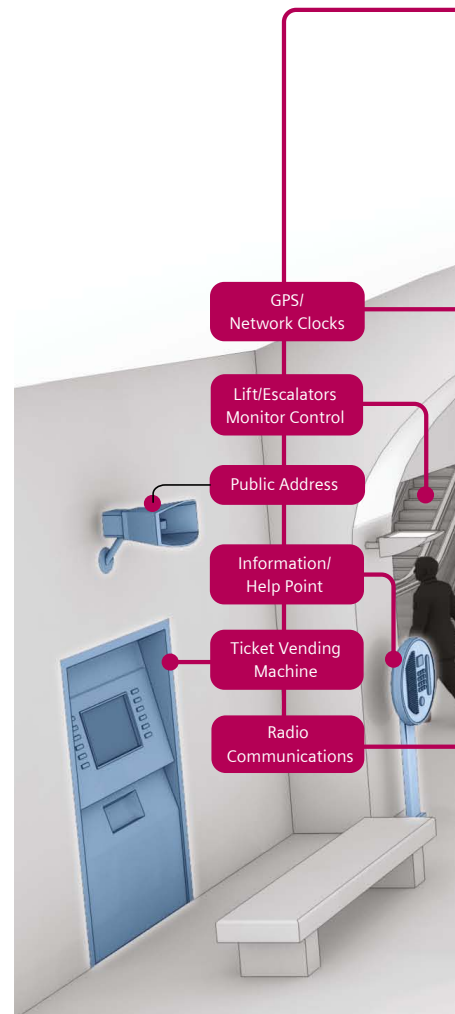 GPS/
Network Clocks
Lift/Escalators
Monitor Control
Public Address
Information/
Help Point
Ticket Vending
Machine
Radio
Communications